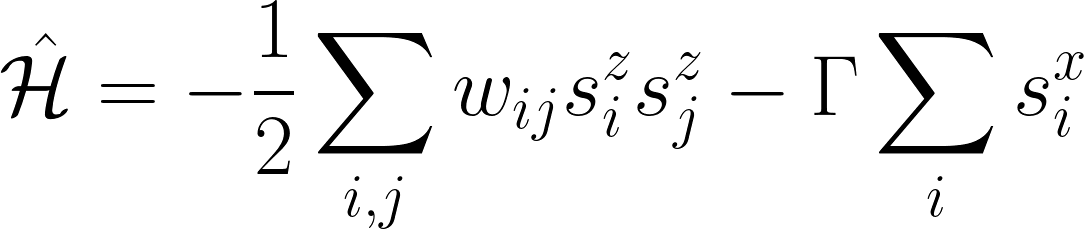 $\hat{\mathcal{H}} = -\frac{1}{2} \sum_{i,j} w_{ij} s_i^z s_j^z - \Gamma \sum_i s_i^x$